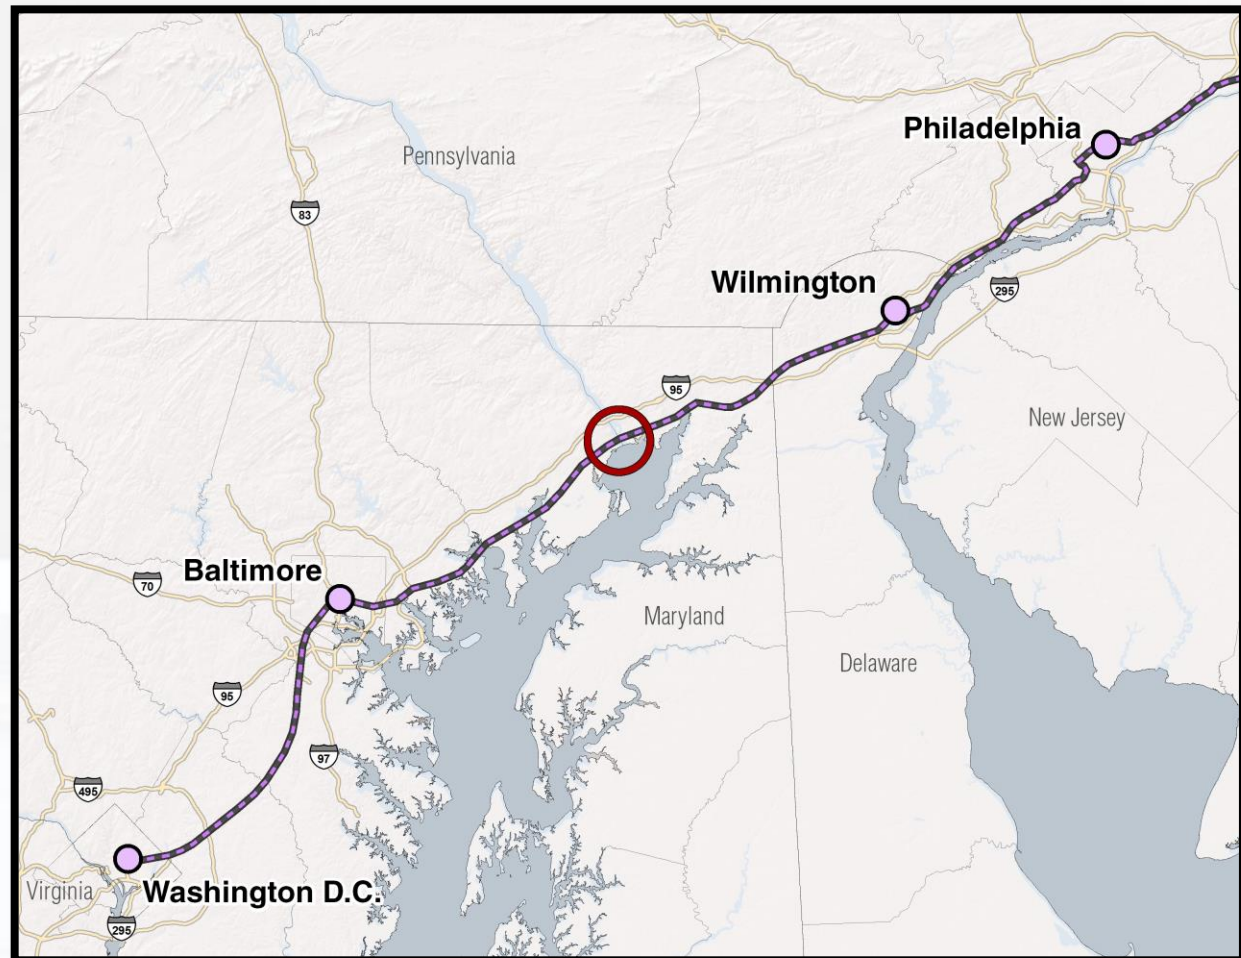 Philadelphia
Pennsylvania
83
Wilmington
295
95
New Jersey
Baltimore
70
Maryland
Delaware
95
97
495
Virginia
Washington D.C.
295